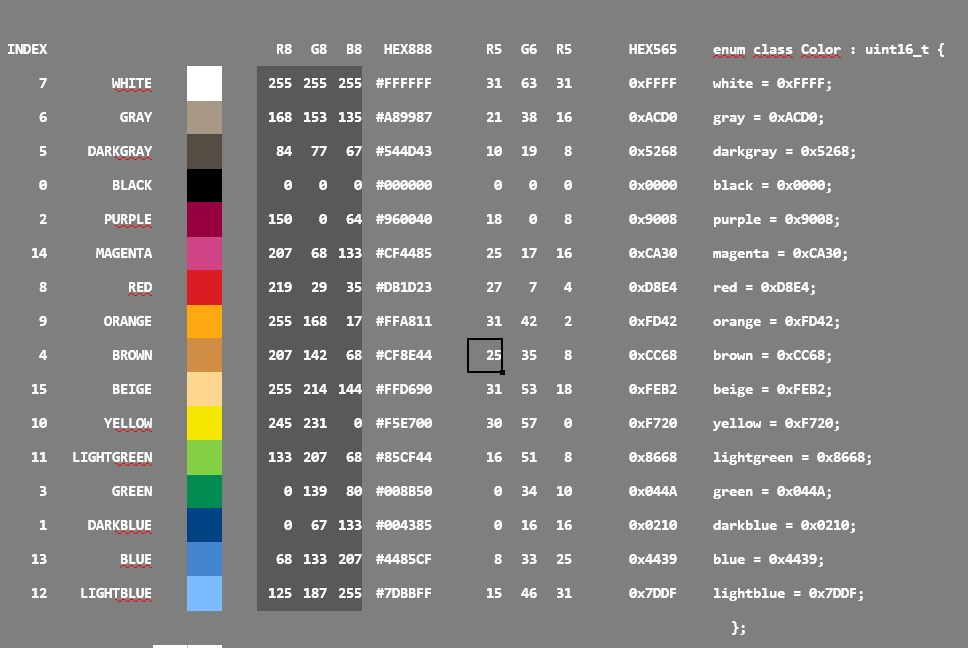 INDEX R8 G8 B8 HEX888 R5 G6 R5 HEX565 enum class Color : uint16_t {
7 WHITE 255 255 255 #FFFFFF 31 63 31 0xFFFF white = 0xFFFF;
6 GRAY 168 153 135 #A89987 21 38 16 0xACD0 gray = 0xACD0;
5 DARKGRAY 84 77 67 #544D43 10 19 8 0x5268 darkgray = 0x5268;
0 BLACK 0 0 0 #000000 0 0 0 0x0000 black = 0x0000;
2 PURPLE 150 0 64 #960040 18 0 8 0x9008 purple = 0x9008;
14 MAGENTA 207 68 133 #CF4485 25 17 16 0xCA30 magenta = 0xCA30;
8 RED 219 29 35 #DB1D23 27 7 4 0xD8E4 red = 0xD8E4;
9 ORANGE 255 168 17 #FFA811 31 42 2 0xFD42 orange = 0xFD42;
4 BROWN 207 142 68 #CF8E44 25 35 8 0xCC68 brown = 0xCC68;
15 BEIGE 255 214 144 #FFD690 31 53 18 0xFEB2 beige = 0xFEB2;
10 YELLOW 245 231 0 #F5E700 30 57 0 0xF720 yellow = 0xF720;
11 LIGHTGREEN 133 207 68 #85CF44 16 51 8 0x8668 lightgreen = 0x8668;
3 GREEN 0 139 80 #008B50 0 34 10 0x044A green = 0x044A;
1 DARKBLUE 0 67 133 #004385 0 16 16 0x0210 darkblue = 0x0210;
13 BLUE 68 133 207 #4485CF 8 33 25 0x4439 blue = 0x4439;
12 LIGHTBLUE 125 187 255 #7DBBFF 15 46 31 0x7DDF lightblue = 0x7DDF;
};